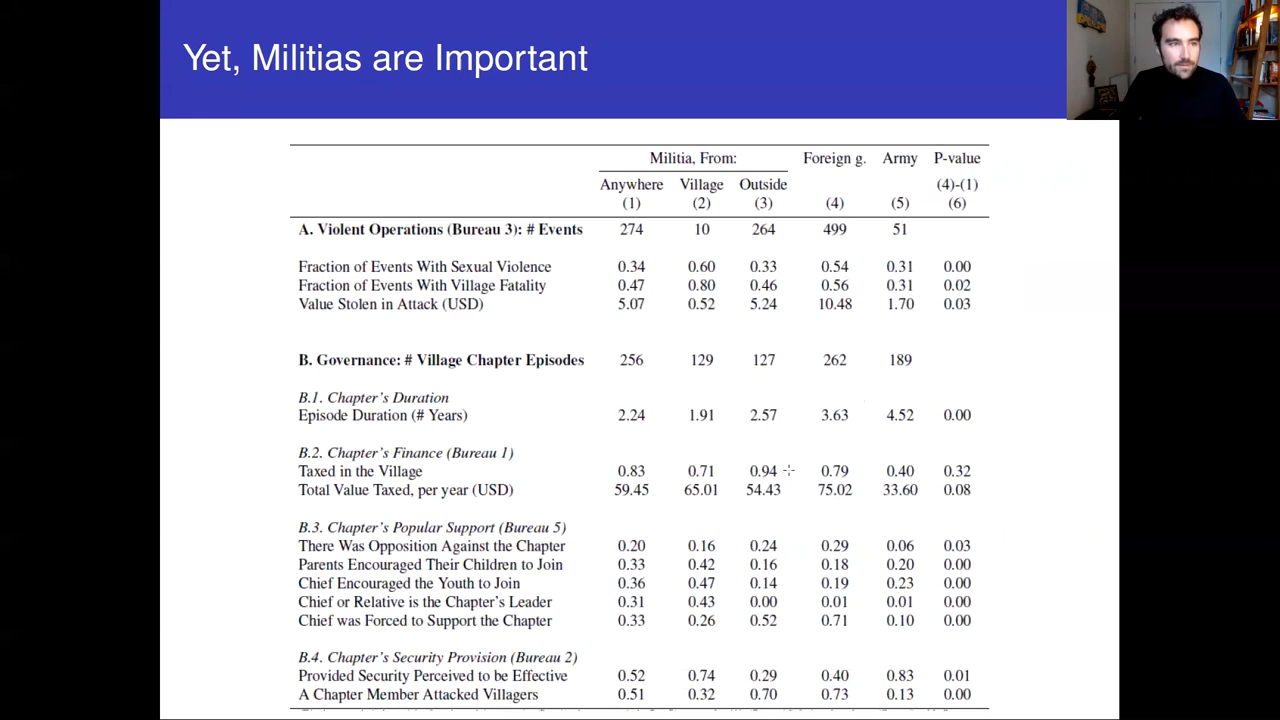 Yet, Militias are Important
Militia, From: Foreign g. Army P-value
Anywhere Village Outside (4)-(1)
(1) (2) (3) (4) (5) (6)
A. Violent Operations (Bureau 3): # Events 274 10 264 499 51
Fraction of Events With Sexual Violence 0.34 0.60 0.33 0.54 0.31 0.00
Fraction of Events With Village Fatality 0.47 0.80 0.46 0.56 0.31 0.02
Value Stolen in Attack (USD) 5.07 0.52 5.24 10.48 1.70 0.03
B. Governance: # Village Chapter Episodes 256 129 127 262 189
B.1. Chapter's Duration
Episode Duration (# Years) 2.24 1.91 2.57 3.63 4.52 0.00
B.2. Chapter's Finance (Bureau 1)
Taxed in the Village 0.83 0.71 0.94 0.79 0.40 0.32
Total Value Taxed, per year (USD) 59.45 65.01 54.43 75.02 33.60 0.08
B.3. Chapter's Popular Support (Bureau 5)
There Was Opposition Against the Chapter 0.20 0.16 0.24 0.29 0.06 0.03
Parents Encouraged Their Children to Join 0.33 0.42 0.16 0.18 0.20 0.00
Chief Encouraged the Youth to Join 0.36 0.47 0.14 0.19 0.23 0.00
Chief or Relative is the Chapter's Leader 0.31 0.43 0.00 0.01 0.01 0.00
Chief was Forced to Support the Chapter 0.33 0.26 0.52 0.71 0.10 0.00
B.4. Chapter's Security Provision (Bureau 2)
Provided Security Perceived to be Effective 0.52 0.74 0.29 0.40 0.83 0.01
A Chapter Member Attacked Villagers 0.51 0.32 0.70 0.73 0.13 0.00